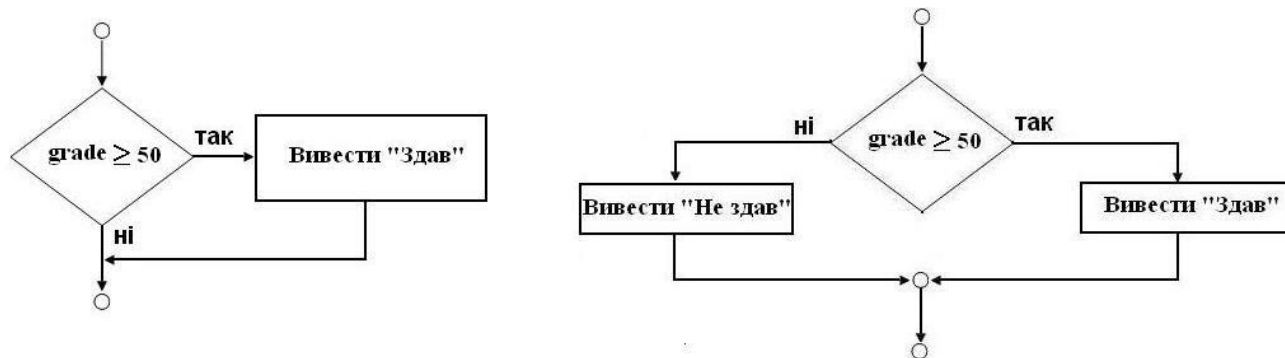 grade ≥ 50
так
Вивести "Здав"
ні
ні
grade ≥ 50
так
Вивести "Не здав"
Вивести "Здав"